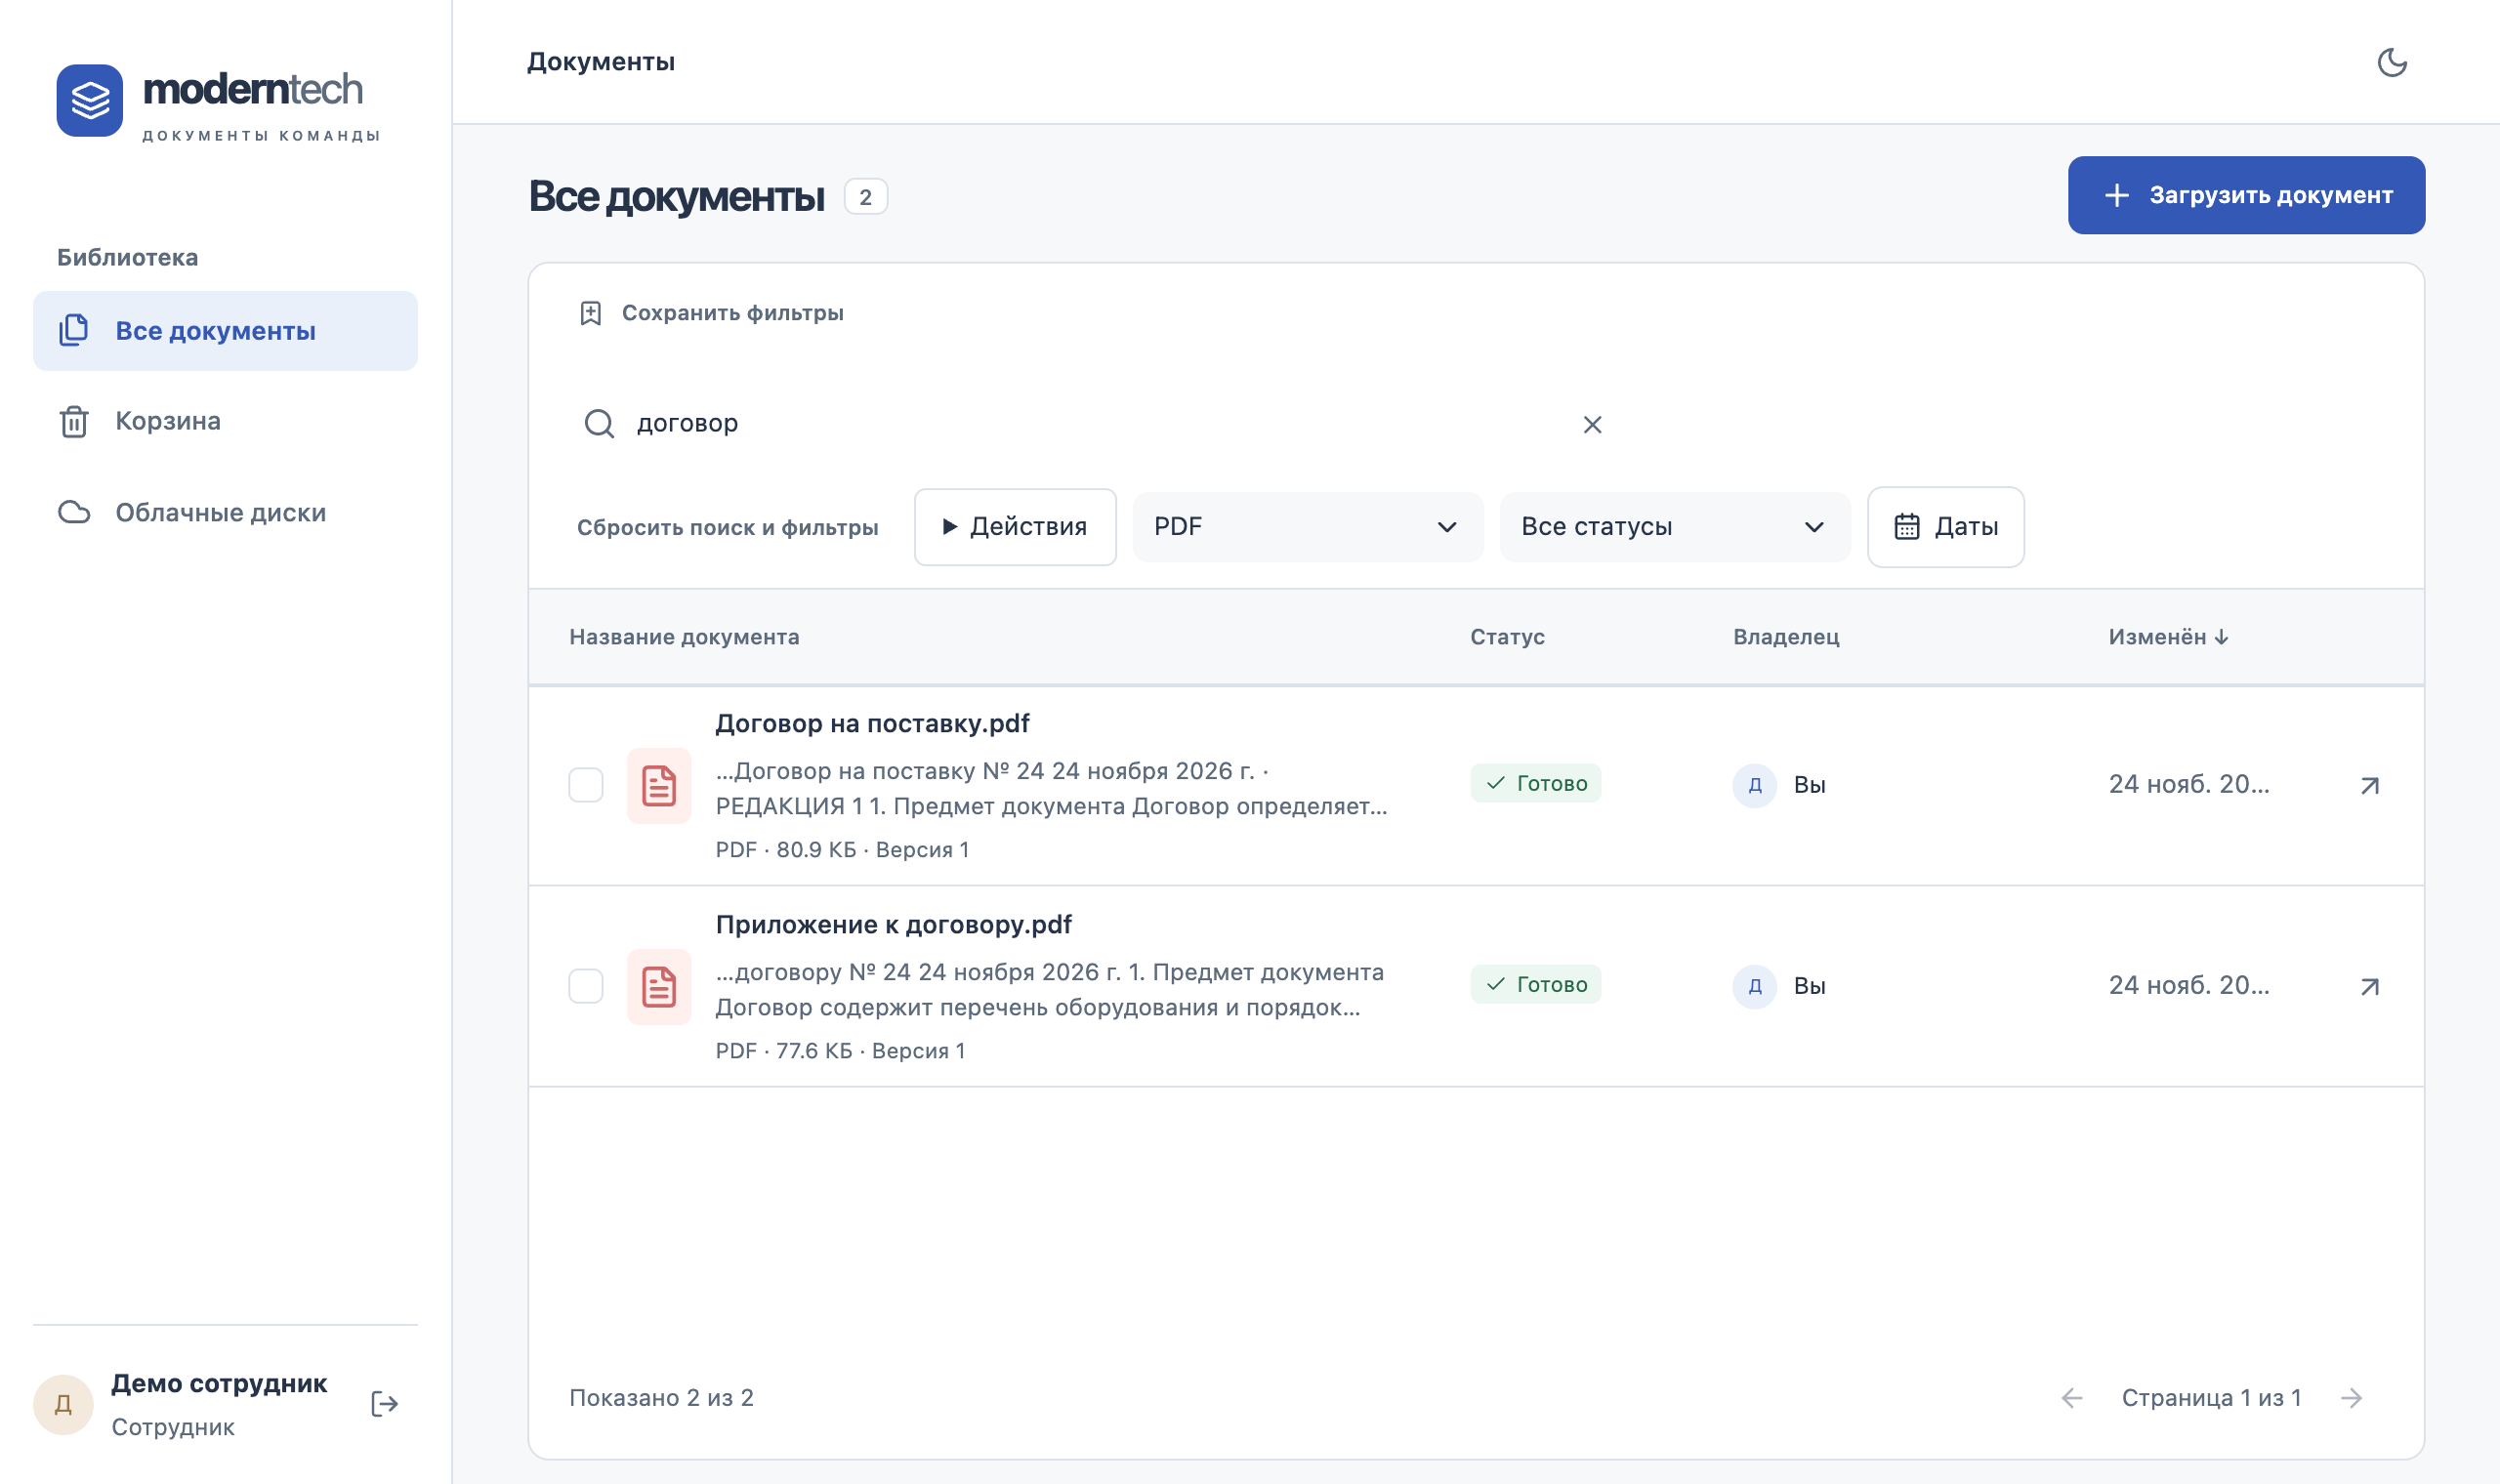 moderntech
ДОКУМЕНТЫ КОМАНДЫ
Библиотека
Все документы
Корзина
Облачные диски
Демо сотрудник
Д
Сотрудник
Документы
Все документы 2
Загрузить документ
Сохранить фильтры
договор
Сбросить поиск и фильтры
Действия
PDF
Все статусы
Даты
Название документа
Статус
Владелец
Изменён ↓
Договор на поставку.pdf
...Договор на поставку № 24 24 ноября 2026 г. ·
РЕДАКЦИЯ 1 1. Предмет документа Договор определяет...
PDF · 80.9 КБ · Версия 1
Готово
Д Вы
24 нояб. 20...
Приложение к договору.pdf
...договору № 24 24 ноября 2026 г. 1. Предмет документа
Договор содержит перечень оборудования и порядок...
PDF · 77.6 КБ · Версия 1
Готово
Д Вы
24 нояб. 20...
Показано 2 из 2
Страница 1 из 1